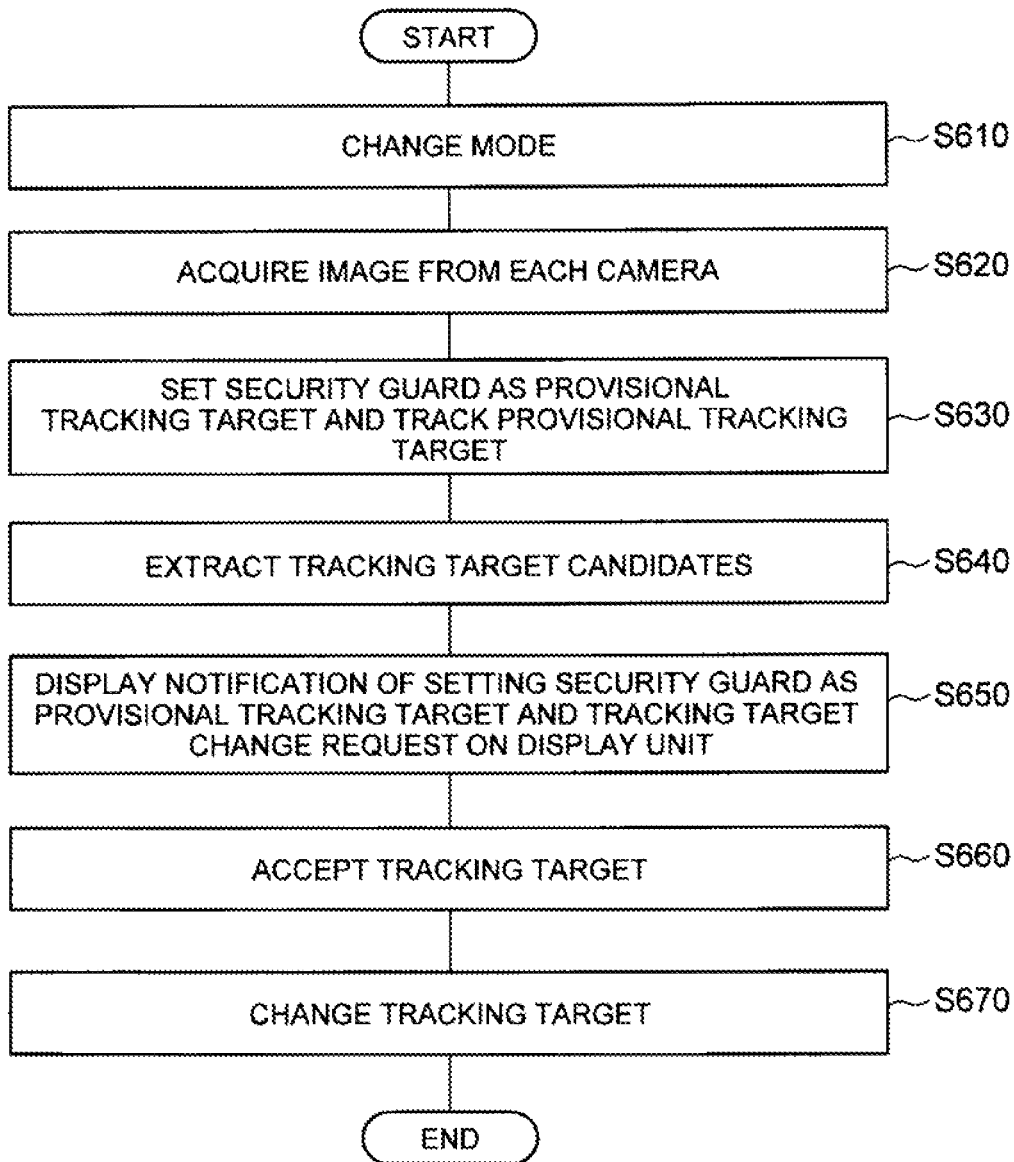 START
CHANGE MODE
S610
ACQUIRE IMAGE FROM EACH CAMERA
S620
SET SECURITY GUARD AS PROVISIONAL
TRACKING TARGET AND TRACK PROVISIONAL TRACKING
TARGET
S630
EXTRACT TRACKING TARGET CANDIDATES
S640
DISPLAY NOTIFICATION OF SETTING SECURITY GUARD AS
PROVISIONAL TRACKING TARGET AND TRACKING TARGET
CHANGE REQUEST ON DISPLAY UNIT
S650
ACCEPT TRACKING TARGET
S660
CHANGE TRACKING TARGET
S670
END